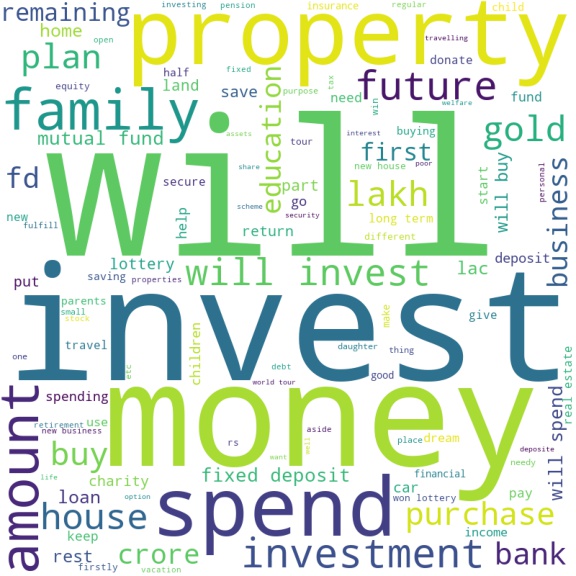 remaining
investing
pension
insurance
regular
child
home
open
property
travelling
plan
equity
half
fixed
purpose
tax
donate
land
education
need
future
fund
family
save
win
welfare
mutual fund
assets
interest
buying
first
gold
will
tour
share
new house
poor
start
will buy
personal
business
fd
secure
part
go
lakh
scheme
security
long term
new
fulfill
help
return
different
lottery
will invest
lac
deposit
put
saving
properties
invest
parents
small
stock
travel
children
make
give
one
etc
debt
daughter
thing
good
world tour
real estate
amount
spending
money
retirement
use
new business
aside
rs
place
dream
deposite
buy
want
emil
needy
will spend
life
charity
fixed deposit
financial
loan
option
car
won lottery
pay
house
spend
purchase
keep
income
rest
crore
investment
bank
firstly
vacation